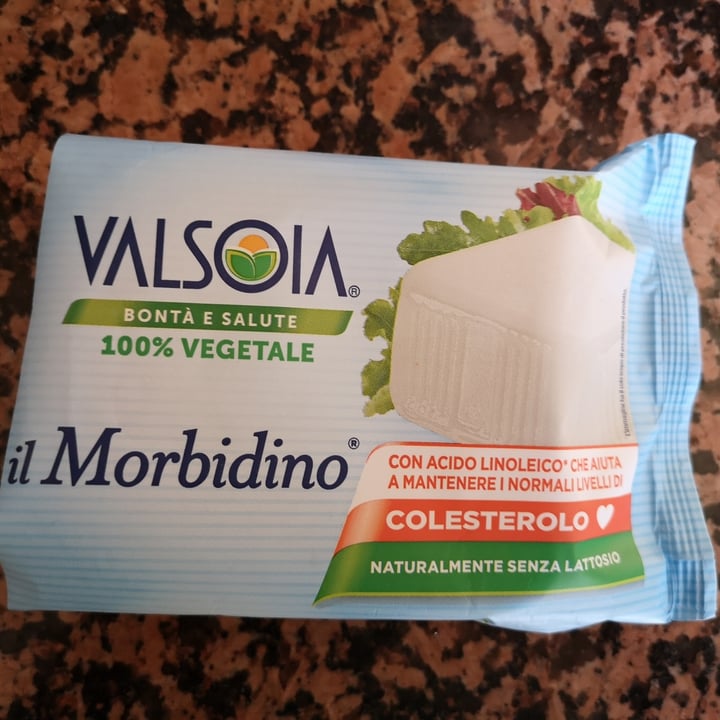 VALSOIA®
BONTÀ E SALUTE
100% VEGETALE
il Morbidino®
CON ACIDO LINOLEICO* CHE AIUTA
A MANTENERE I NORMALI LIVELLI DI
COLESTEROLO
NATURALMENTE SENZA LATTOSIO